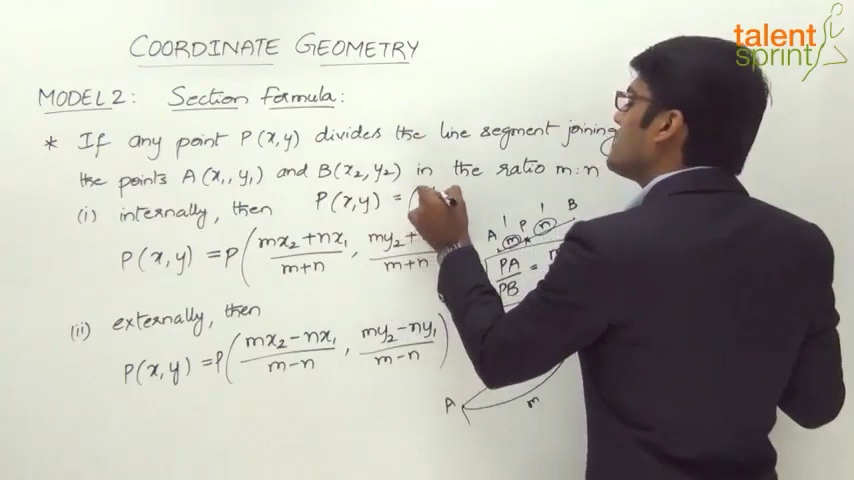 talent
sprint
COORDINATE GEOMETRY
MODEL 2: Section formula:
* If any point P(x,y) divides the line segment joining
the points A(x₁,y₁) and B(x₂,y₂) in the ratio m:n
(i) internally, then P(x,y) =
P(x,y) = P(mx₂+nx₁/m+n, my₂+/m+n
A m P n B
1 1
PA/PB =
(ii) externally, then
P(x,y)=P(mx₂-nx₁/m-n, my₂-ny₁/m-n)
A m